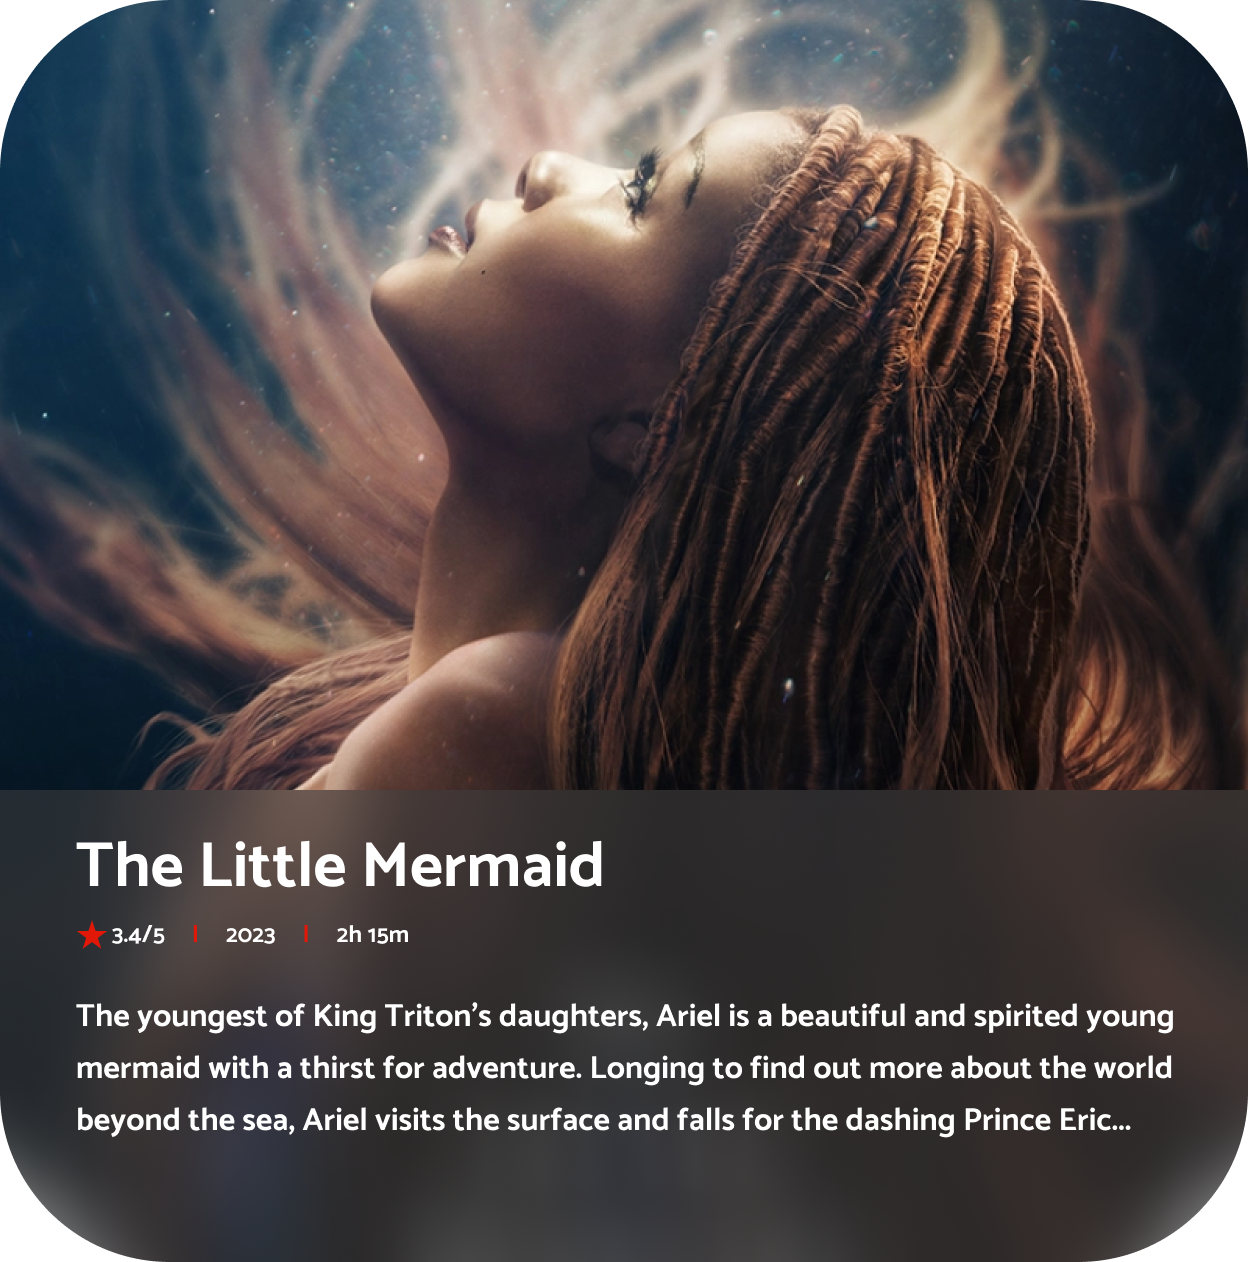 The Little Mermaid
3.4/5 | 2023 | 2h 15m
The youngest of King Triton's daughters, Ariel is a beautiful and spirited young
mermaid with a thirst for adventure. Longing to find out more about the world
beyond the sea, Ariel visits the surface and falls for the dashing Prince Eric...